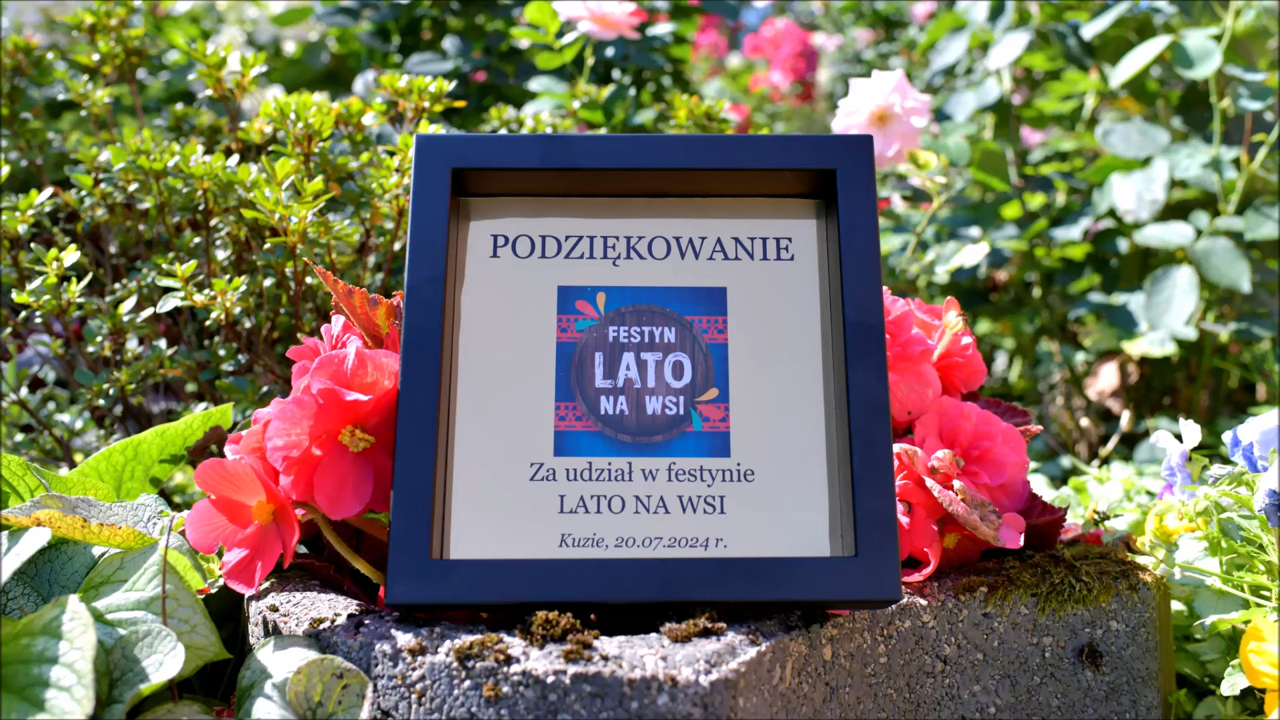 PODZIĘKOWANIE
FESTYN
LATO
NA WSI
Za udział w festynie
LATO NA WSI
Kuzie, 20.07.2024 r.